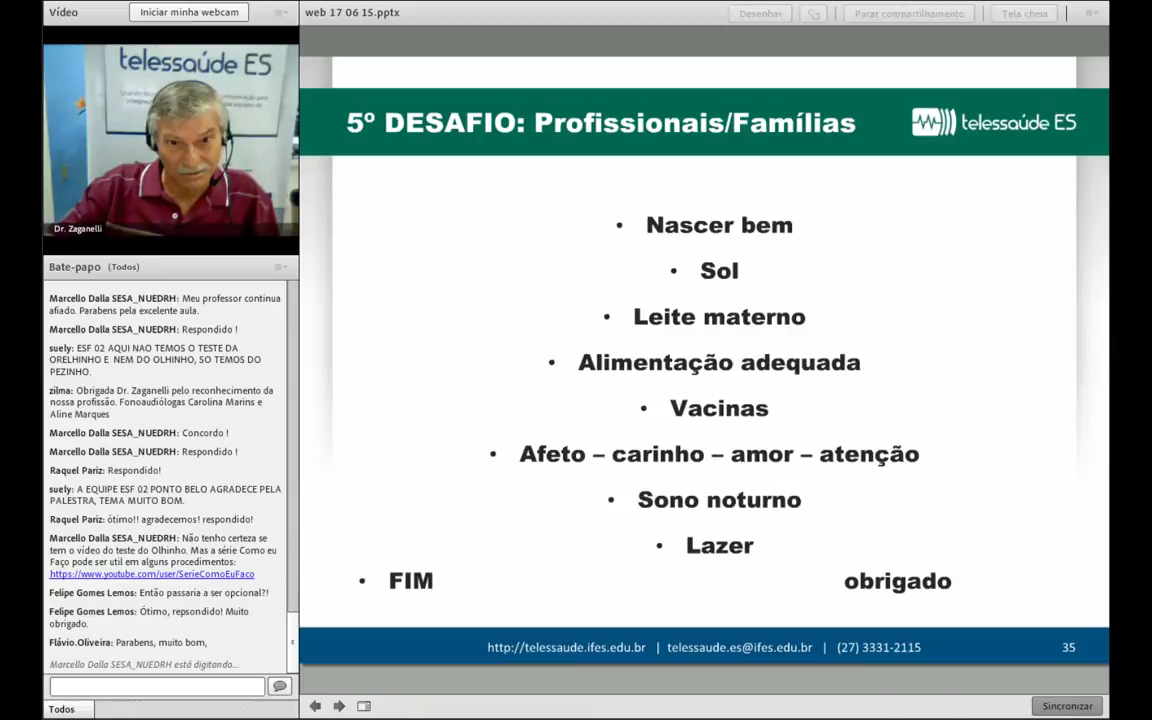 Vídeo
Iniciar minha webcam
web 17 06 15.pptx
Desenhar
Parar compartilhamento
Tela cheia
telessaúde ES
Dr. Zaganelli
5º DESAFIO: Profissionais/Famílias
telessaúde ES
• Nascer bem
• Sol
• Leite materno
• Alimentação adequada
• Vacinas
• Afeto – carinho – amor – atenção
• Sono noturno
• Lazer
• FIM obrigado
http://telessaude.ifes.edu.br | telessaude.es@ifes.edu.br | (27) 3331-2115
35
Bate-papo (Todos)
Marcello Dalla SESA_NUEDRH: Meu professor continua
afiado. Parabens pela excelente aula.
Marcello Dalla SESA_NUEDRH: Respondido !
suely: ESF 02 AQUI NAO TEMOS O TESTE DA
ORELHINHO E NEM DO OLHINHO, SO TEMOS DO
PEZINHO.
zilma: Obrigada Dr. Zaganelli pelo reconhecimento da
nossa profissão. Fonoaudiólogas Carolina Marins e
Aline Marques
Marcello Dalla SESA_NUEDRH: Concordo !
Marcello Dalla SESA_NUEDRH: Respondido !
Raquel Pariz: Respondido!
suely: A EQUIPE ESF 02 PONTO BELO AGRADECE PELA
PALESTRA, TEMA MUITO BOM.
Raquel Pariz: ótimo!! agradecemos! respondido!
Marcello Dalla SESA_NUEDRH: Não tenho certeza se
tem o vídeo do teste do Olhinho. Mas a série Como eu
Faço pode ser util em alguns procedimentos:
https://www.youtube.com/user/SerieComoEuFaco
Felipe Gomes Lemos: Então passaria a ser opcional?!
Felipe Gomes Lemos: Ótimo, repsondido! Muito
obrigado.
Flávio.Oliveira: Parabens, muito bom,
Marcello Dalla SESA_NUEDRH está digitando...
Todos
Sincronizar